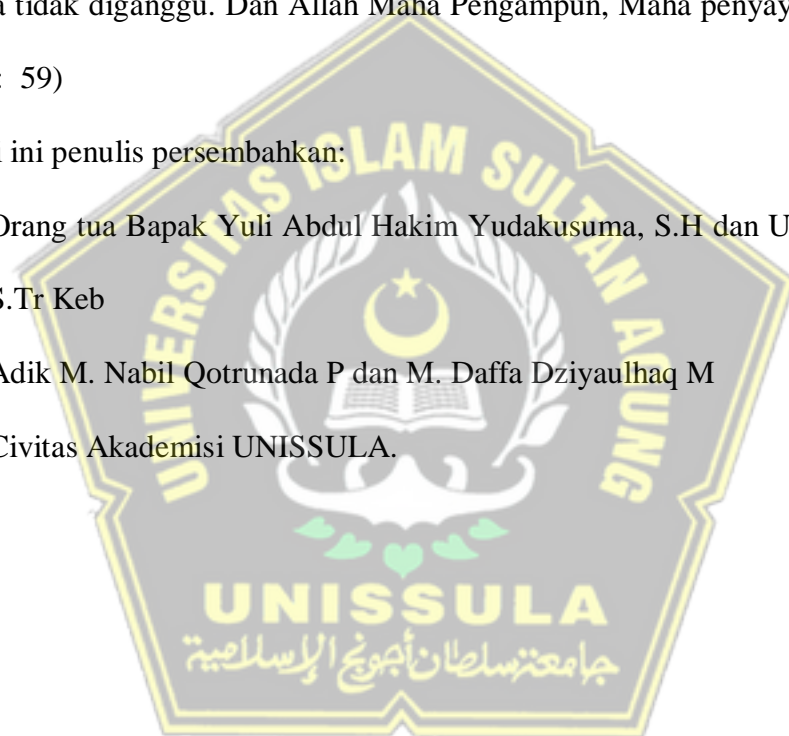 a tidak diganggu. Dan Allah Maha Pengampun, Maha penyay
: 59)
i ini penulis persembahkan:
Orang tua Bapak Yuli Abdul Hakim Yudakusuma, S.H dan U
S.Tr Keb
Adik M. Nabil Qotrunada P dan M. Daffa Dziyaulhaq M
Civitas Akademisi UNISSULA.
UNIVERSITAS ISLAM SULTAN AGUNG
UNISSULA
جامعة سلطان أجونج الإسلامية